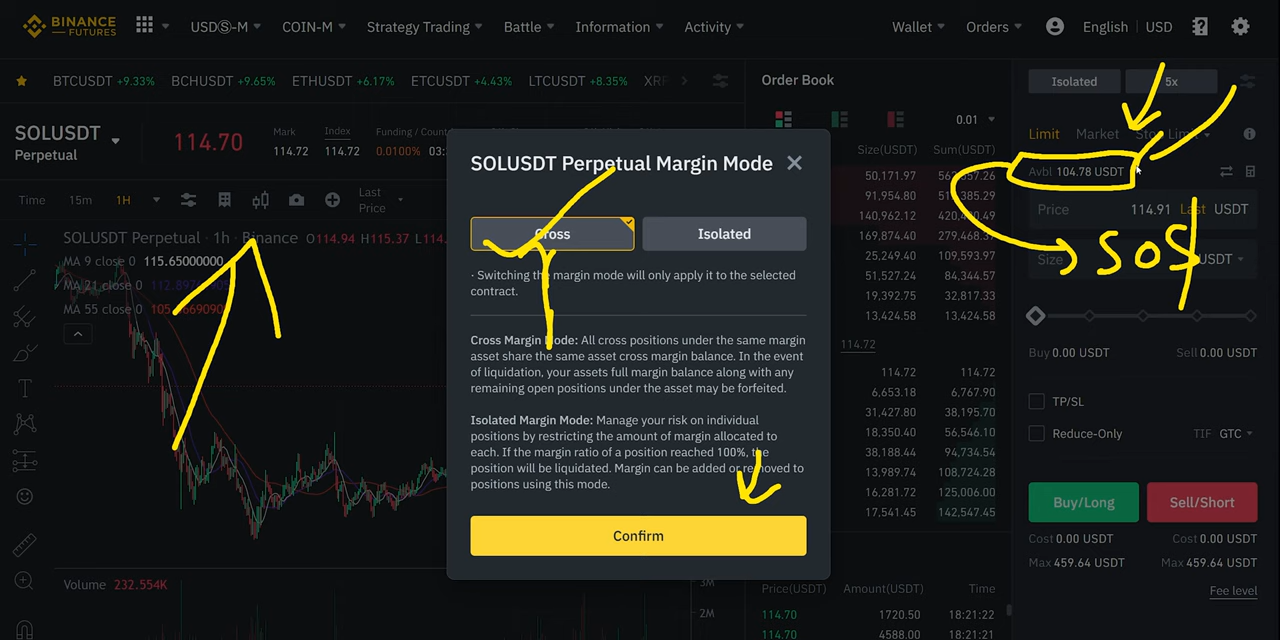 BINANCE
FUTURES
USDⓈ-M
COIN-M
Strategy Trading
Battle
Information
Activity
Wallet
Orders
English
USD
BTCUSDT +9.33%
BCHUSDT +9.65%
ETHUSDT +6.17%
ETCUSDT +4.43%
LTCUSDT +8.35%
Order Book
Isolated
5x
SOLUSDT
Perpetual
114.70
Mark
114.72
Index
114.72
Funding / Count
0.0100% 03:
0.01
Limit
Market
Size(USDT)
Sum(USDT)
Avbl 104.78 USDT
50,171.97
91,954.80
140,962.12
169,874.40
279,468.37
25,249.40
109,593.97
51,527.24
84,344.57
19,392.75
32,817.33
13,424.58
13,424.58
Time
15m
1H
Last
Price
SOLUSDT Perpetual · 1h · Binance O114.94 H115.37 L114.
MA 9 close 0 115.65000000
MA 21 close 0
MA 55 close 0
Price
114.91
Last
USDT
Size
USDT
50$
SOLUSDT Perpetual Margin Mode
Cross
Isolated
· Switching the margin mode will only apply it to the selected
contract.
Cross Margin Mode: All cross positions under the same margin
asset share the same asset cross margin balance. In the event
of liquidation, your assets full margin balance along with any
remaining open positions under the asset may be forfeited.
Isolated Margin Mode: Manage your risk on individual
positions by restricting the amount of margin allocated to
each. If the margin ratio of a position reached 100%, the
position will be liquidated. Margin can be added or removed to
positions using this mode.
Confirm
114.72
114.72
114.72
6,653.18
6,767.90
31,427.80
38,195.70
18,350.40
56,546.10
38,188.44
94,734.54
13,989.74
108,724.28
16,281.72
125,006.00
17,541.45
142,547.45
Buy 0.00 USDT
Sell 0.00 USDT
TP/SL
Reduce-Only
TIF GTC
Buy/Long
Sell/Short
Cost 0.00 USDT
Cost 0.00 USDT
Max 459.64 USDT
Max 459.64 USDT
Fee level
Volume 232.554K
3M
2M
Price(USDT)
Amount(USDT)
Time
114.70
1720.50
18:21:22
114.70
4588.00
18:21:21